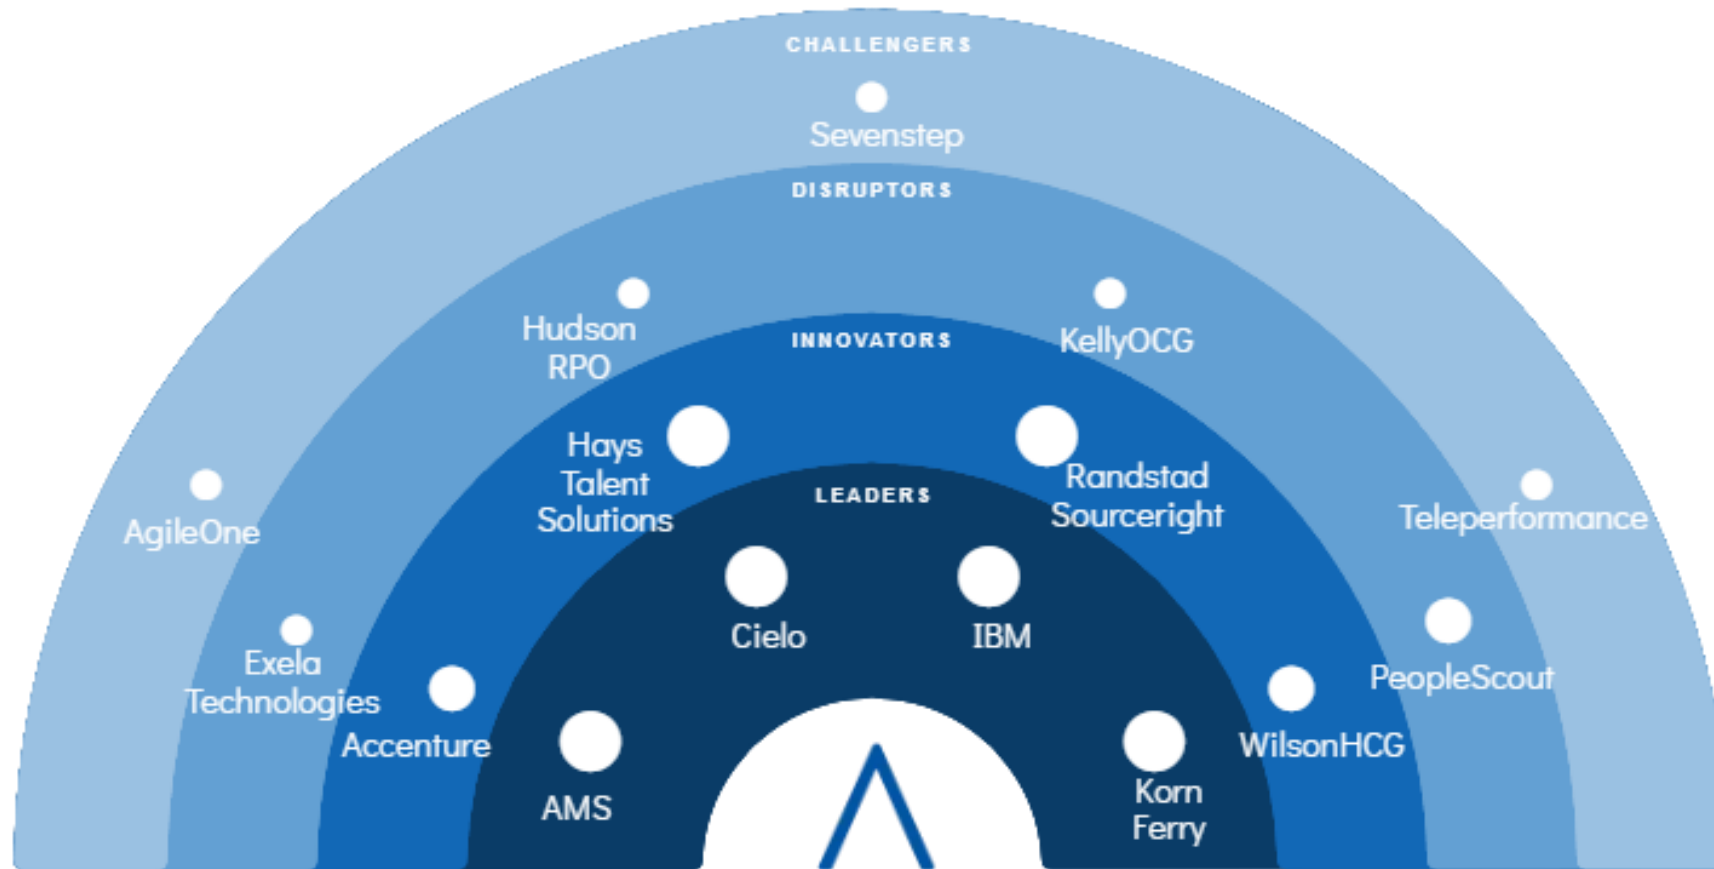 CHALLENGERS
Sevenstep
DISRUPTORS
Hudson
RPO
KellyOCG
INNOVATORS
Hays
Talent
Solutions
Randstad
Sourceright
LEADERS
AgileOne
Teleperformance
Cielo
IBM
Exela
Technologies
PeopleScout
Accenture
WilsonHCG
AMS
Korn
Ferry